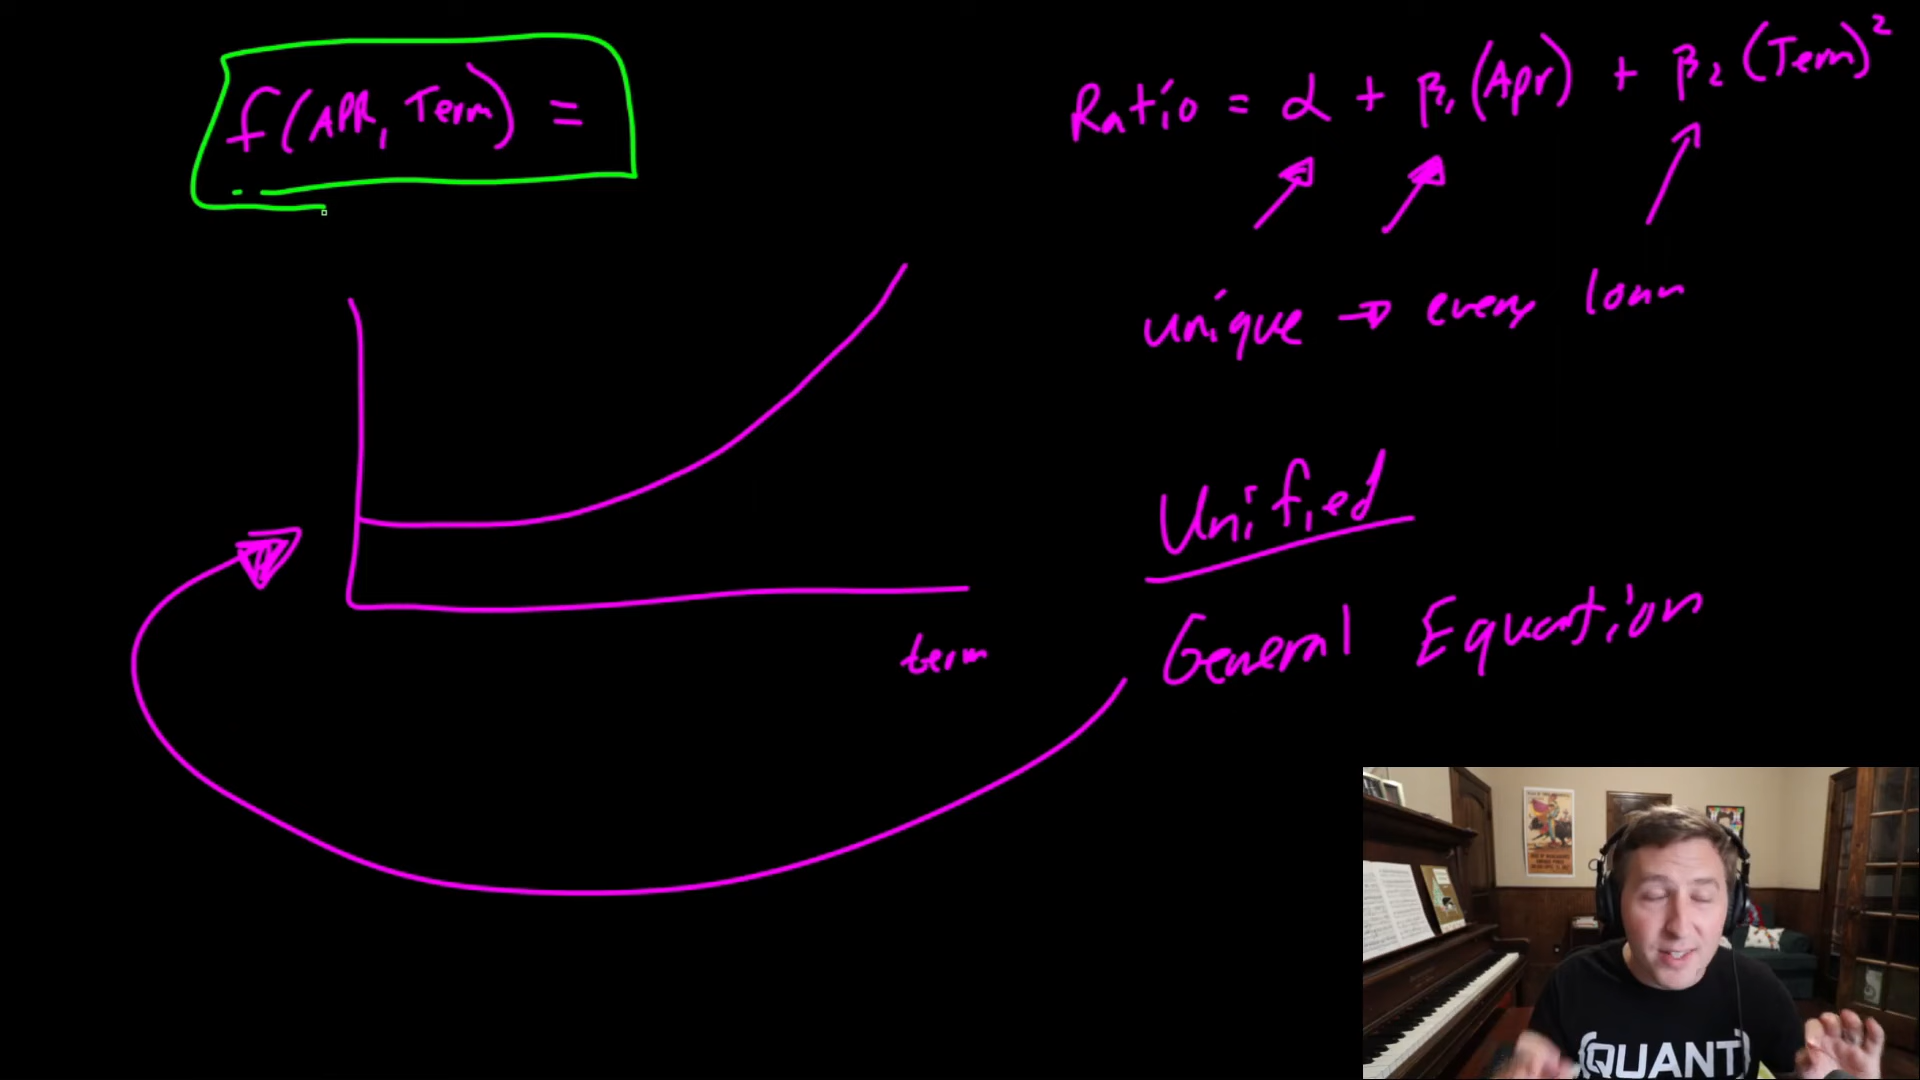 f(APR, Term) =
Ratio = α + β₁(Apr) + β₂(Term)²
unique → every loan
Unified
General Equation
term
QUANT